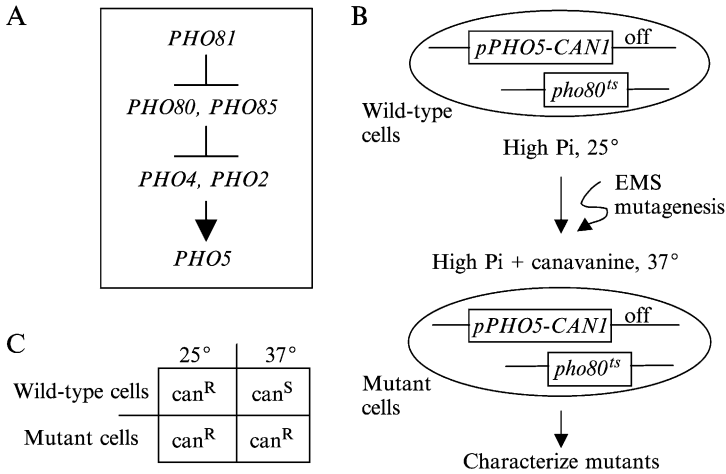 A
PHO81
PHO80, PHO85
PHO4, PHO2
PHO5
B
pPHO5-CAN1 off
pho80ts
Wild-type
cells
High Pi, 25°
EMS
mutagenesis
High Pi + canavanine, 37°
pPHO5-CAN1 off
pho80ts
Mutant
cells
Characterize mutants
C
25° 37°
Wild-type cells canR canS
Mutant cells canR canR